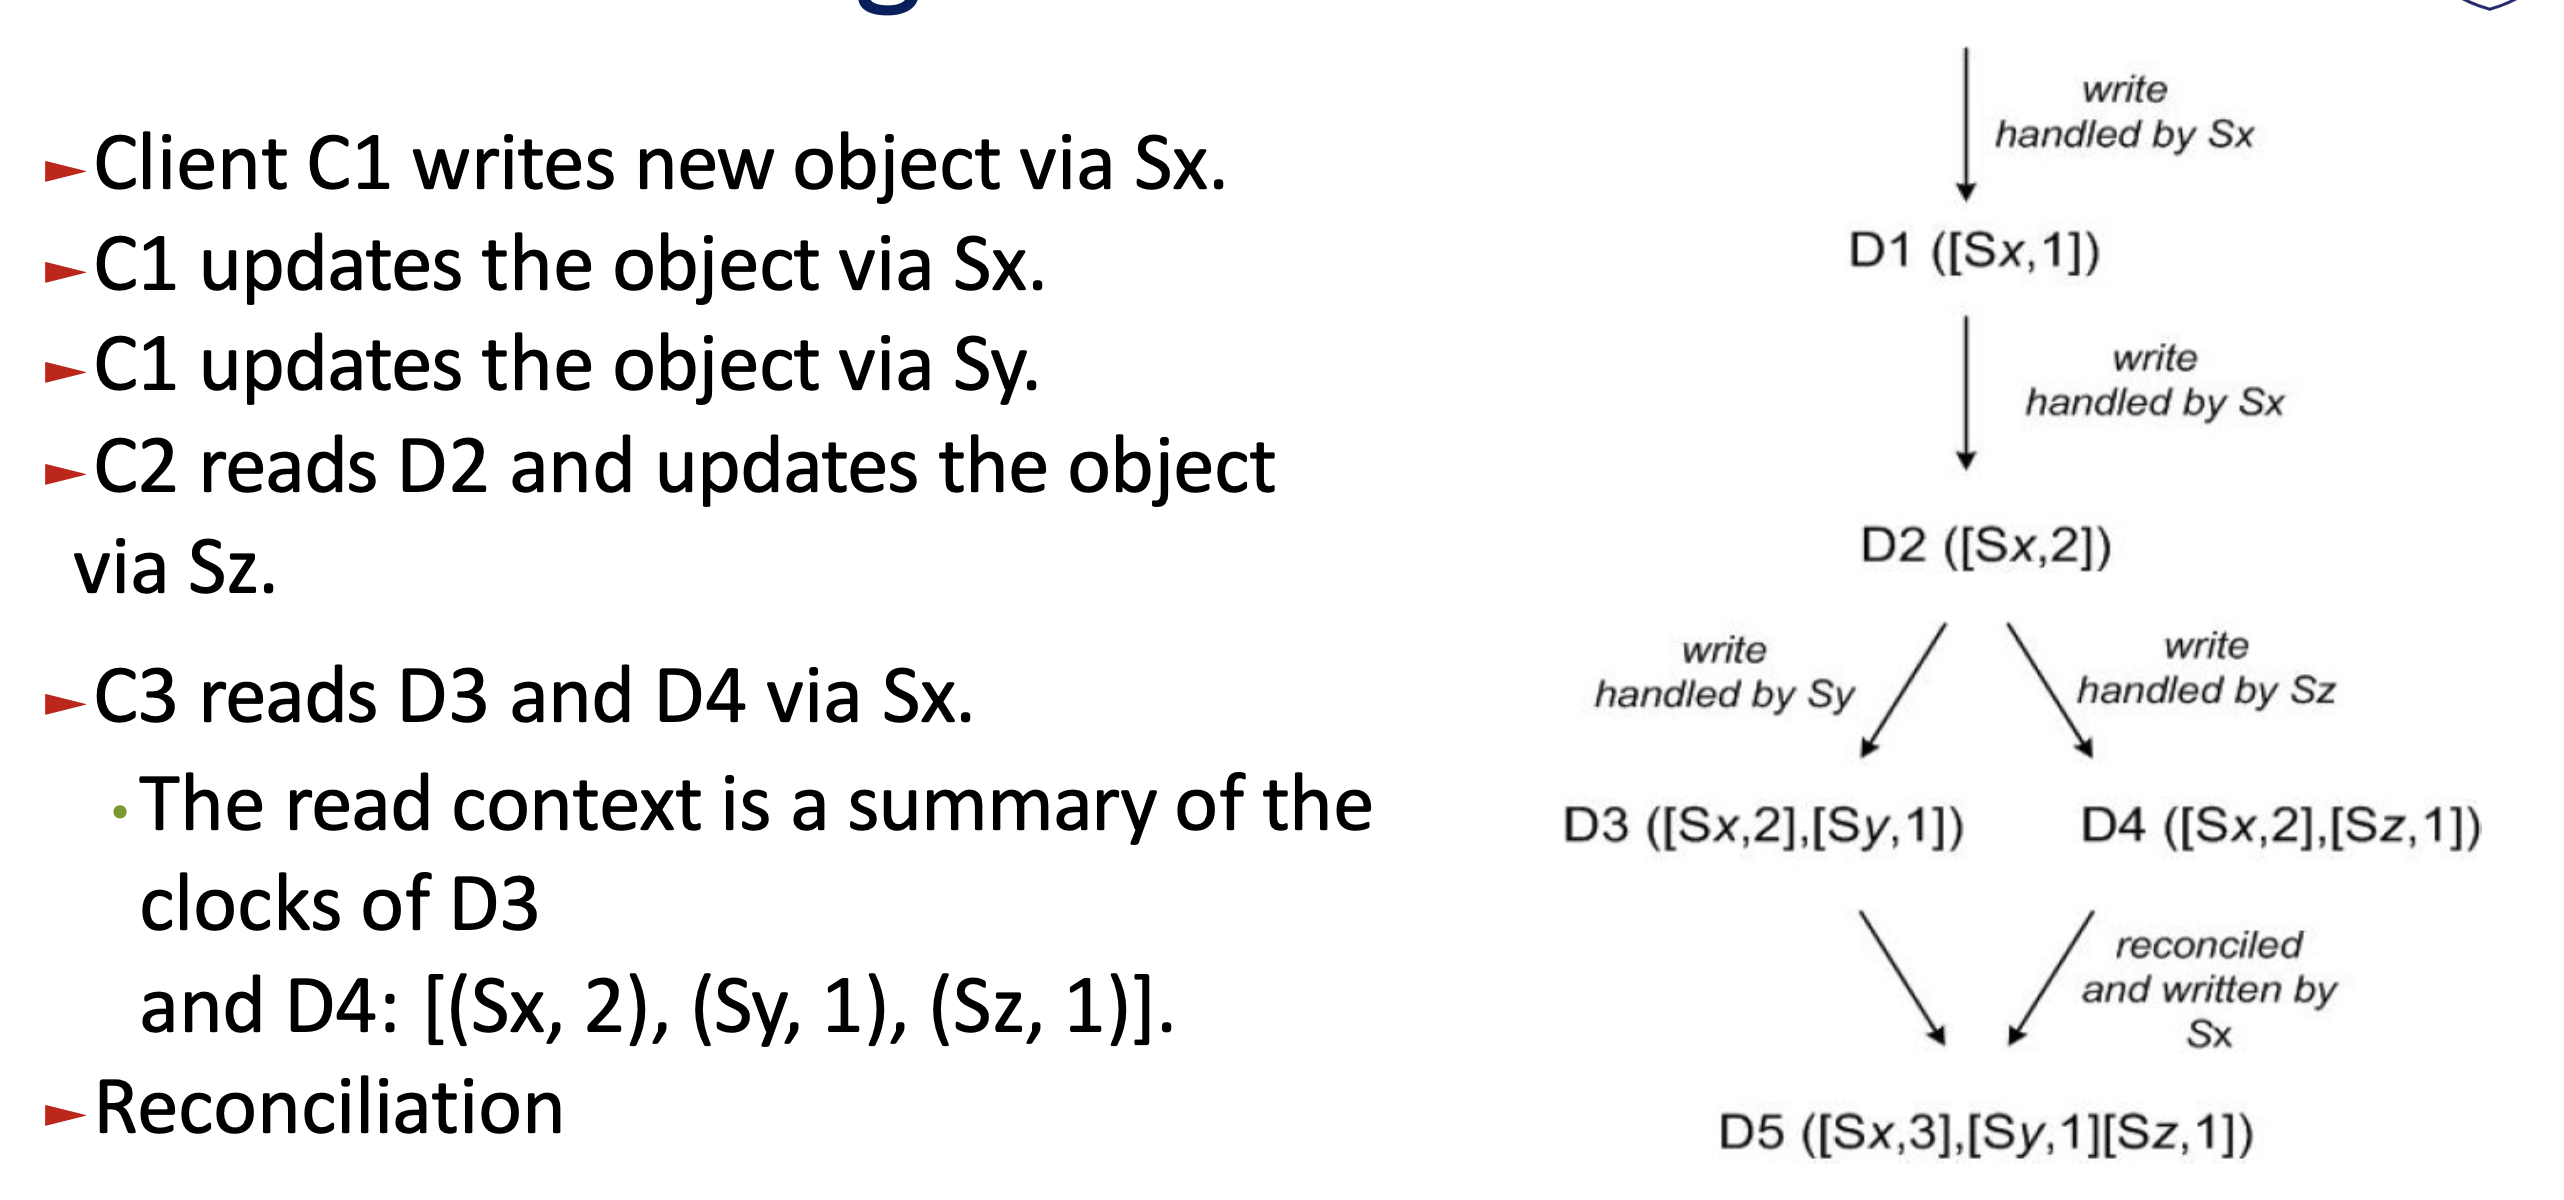 ►Client C1 writes new object via Sx.
►C1 updates the object via Sx.
►C1 updates the object via Sy.
►C2 reads D2 and updates the object
via Sz.
►C3 reads D3 and D4 via Sx.
• The read context is a summary of the
clocks of D3
and D4: [(Sx, 2), (Sy, 1), (Sz, 1)].
►Reconciliation
write
handled by Sx
D1 ([Sx,1])
write
handled by Sx
D2 ([Sx,2])
write
handled by Sy
write
handled by Sz
D3 ([Sx,2],[Sy,1])
D4 ([Sx,2],[Sz,1])
reconciled
and written by
Sx
D5 ([Sx,3],[Sy,1][Sz,1])